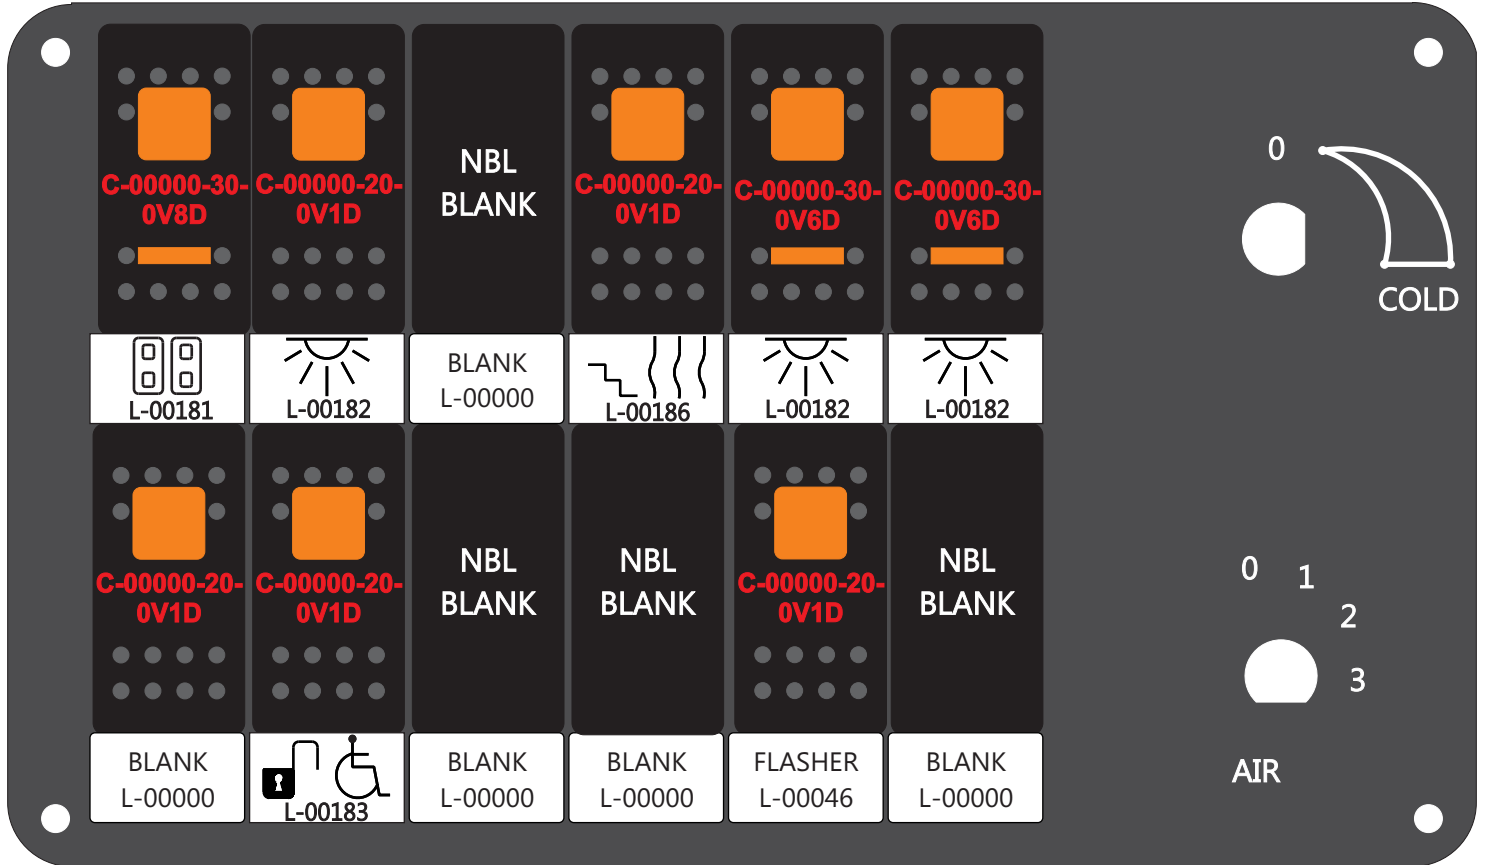 C-00000-30-
0V8D
C-00000-20-
0V1D
NBL
BLANK
C-00000-20-
0V1D
C-00000-30-
0V6D
C-00000-30-
0V6D
L-00181
L-00182
BLANK
L-00000
L-00186
L-00182
L-00182
C-00000-20-
0V1D
C-00000-20-
0V1D
NBL
BLANK
NBL
BLANK
C-00000-20-
0V1D
NBL
BLANK
BLANK
L-00000
L-00183
BLANK
L-00000
BLANK
L-00000
FLASHER
L-00046
BLANK
L-00000
0
COLD
0
1
2
3
AIR